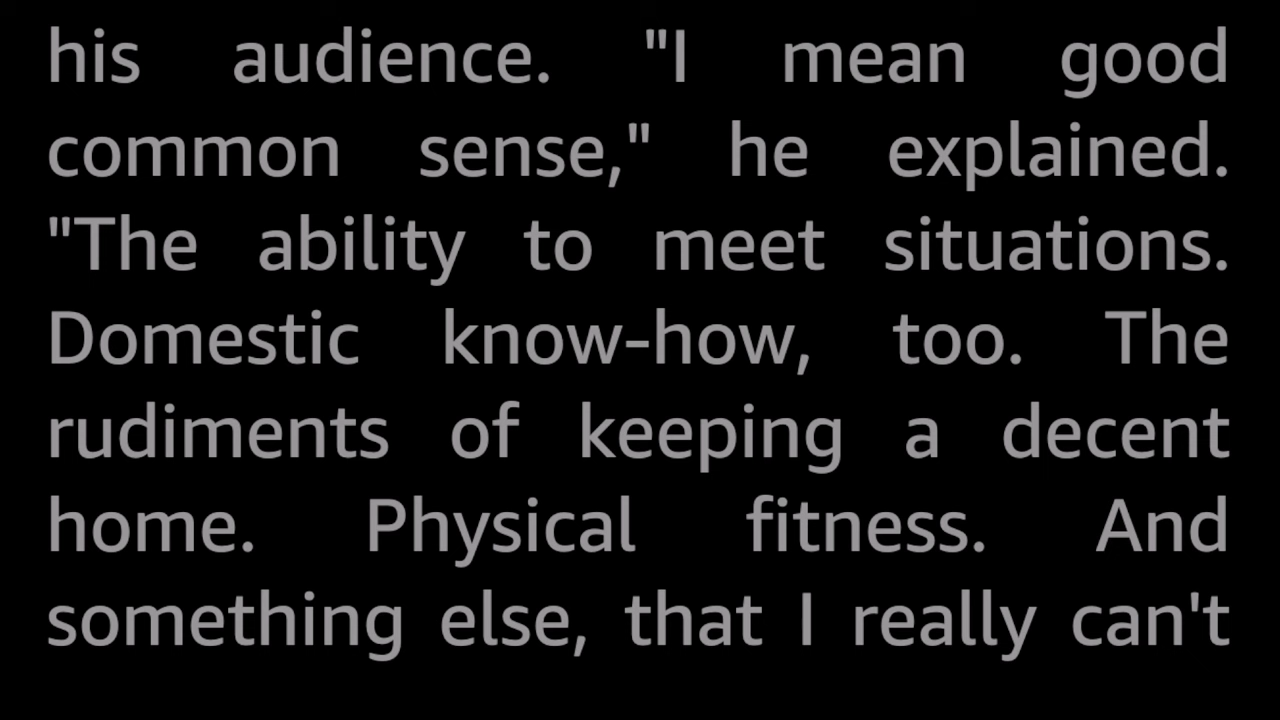 his audience. "I mean good
common sense," he explained.
"The ability to meet situations.
Domestic know-how, too. The
rudiments of keeping a decent
home. Physical fitness. And
something else, that I really can't